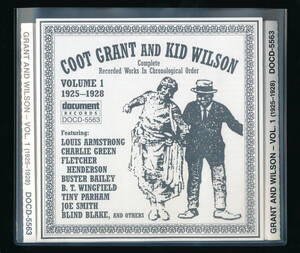 COOT GRANT AND KID WILSON
Complete
Recorded Works In Chronological Order
VOLUME 1
1925–1928
document
RECORDS
DOCD-5563
Featuring:
LOUIS ARMSTRONG
CHARLIE GREEN
FLETCHER
HENDERSON
BUSTER BAILEY
B. T. WINGFIELD
TINY PARHAM
JOE SMITH
BLIND BLAKE, AND OTHERS
GRANT AND WILSON – VOL. 1 (1925–1928) DOCD-5563
GRANT AND WILSON – VOL. 1 (1925–1928) DOCD-5563